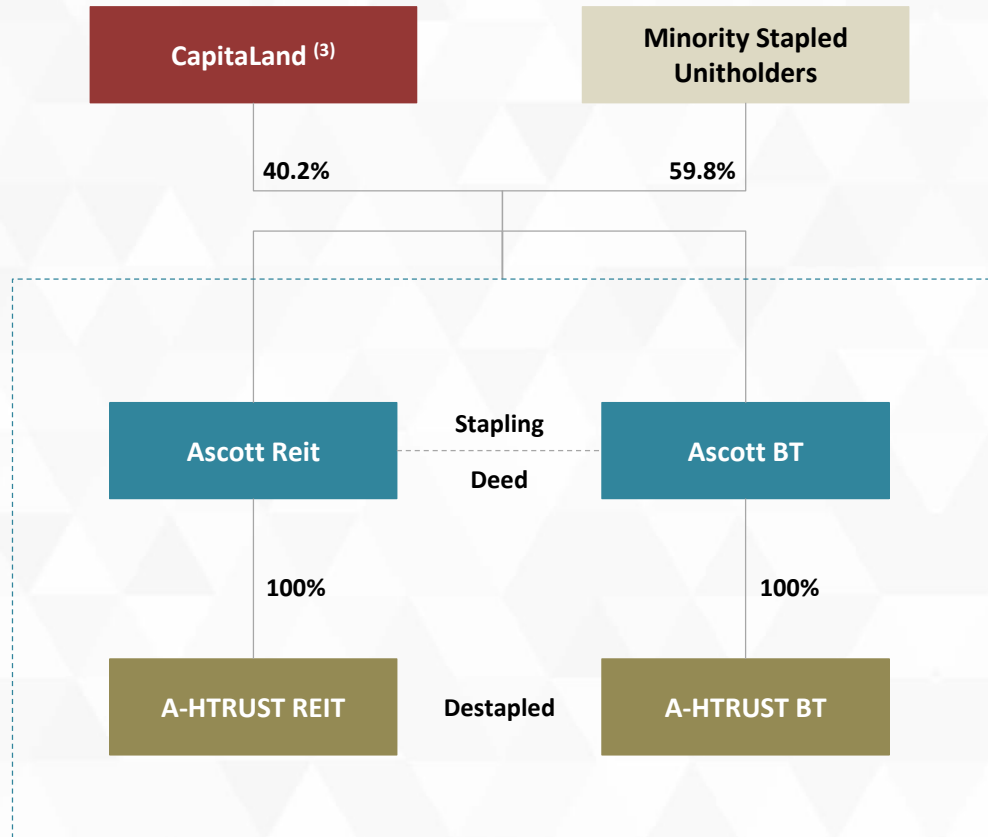 CapitaLand (3)
Minority Stapled
Unitholders
40.2%
59.8%
Ascott Reit
Stapling
Deed
Ascott BT
100%
100%
A-HTRUST REIT
Destapled
A-HTRUST BT